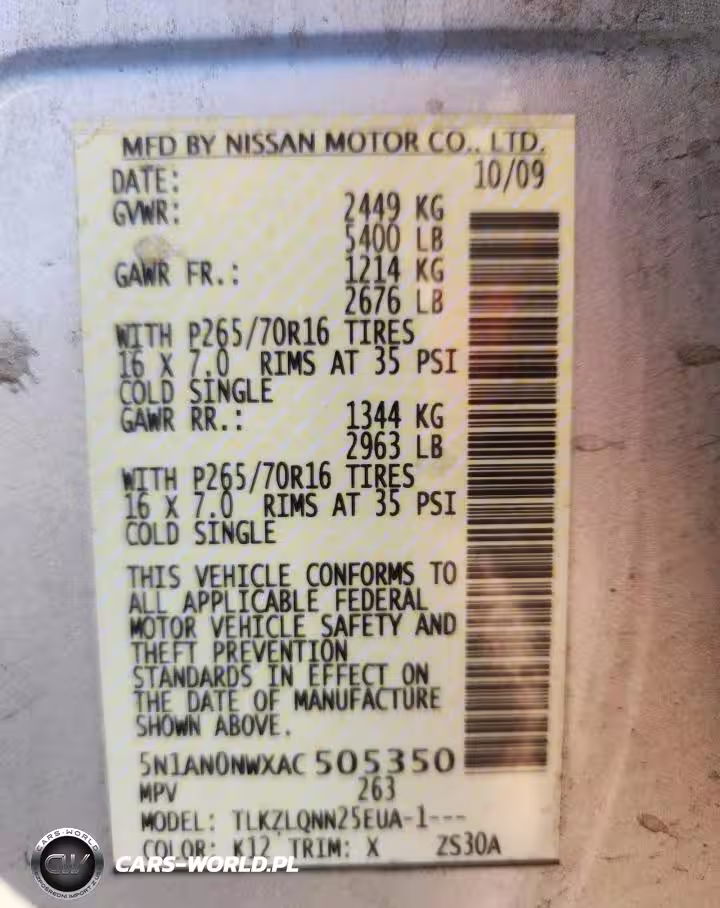 MFD BY NISSAN MOTOR CO., LTD.
DATE: 10/09
GVWR: 2449 KG
5400 LB
GAWR FR.: 1214 KG
2676 LB
WITH P265/70R16 TIRES
16 X 7.0 RIMS AT 35 PSI
COLD SINGLE
GAWR RR.: 1344 KG
2963 LB
WITH P265/70R16 TIRES
16 X 7.0 RIMS AT 35 PSI
COLD SINGLE
THIS VEHICLE CONFORMS TO
ALL APPLICABLE FEDERAL
MOTOR VEHICLE SAFETY AND
THEFT PREVENTION
STANDARDS IN EFFECT ON
THE DATE OF MANUFACTURE
SHOWN ABOVE.
5N1AN0NWXAC505350
MPV 263
MODEL: TLKZLQNN25EUA-1---
COLOR: K12 TRIM: X ZS30A
CARS-WORLD
CW
CARS-WORLD.PL